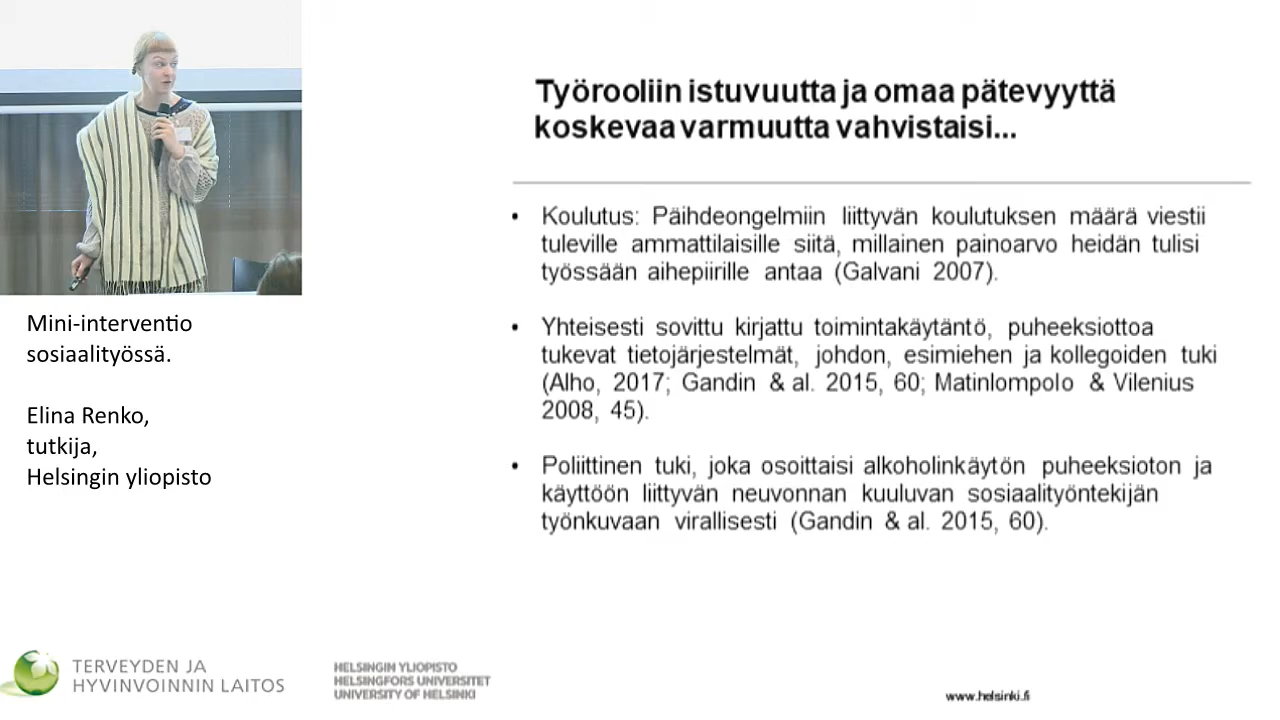 Työrooliin istuvuutta ja omaa pätevyyttä
koskevaa varmuutta vahvistaisi...
• Koulutus: Päihdeongelmiin liittyvän koulutuksen määrä viestii
tuleville ammattilaisille siitä, millainen painoarvo heidän tulisi
työssään aihepiirille antaa (Galvani 2007).
• Yhteisesti sovittu kirjattu toimintakäytäntö, puheeksiottoa
tukevat tietojärjestelmät, johdon, esimiehen ja kollegoiden tuki
(Alho, 2017; Gandin & al. 2015, 60; Matinlompolo & Vilenius
2008, 45).
• Poliittinen tuki, joka osoittaisi alkoholinkäytön puheeksioton ja
käyttöön liittyvän neuvonnan kuuluvan sosiaalityöntekijän
työnkuvaan virallisesti (Gandin & al. 2015, 60).
Mini-interventio
sosiaalityössä.
Elina Renko,
tutkija,
Helsingin yliopisto
TERVEYDEN JA
HYVINVOINNIN LAITOS
HELSINGIN YLIOPISTO
HELSINGFORS UNIVERSITET
UNIVERSITY OF HELSINKI
www.helsinki.fi